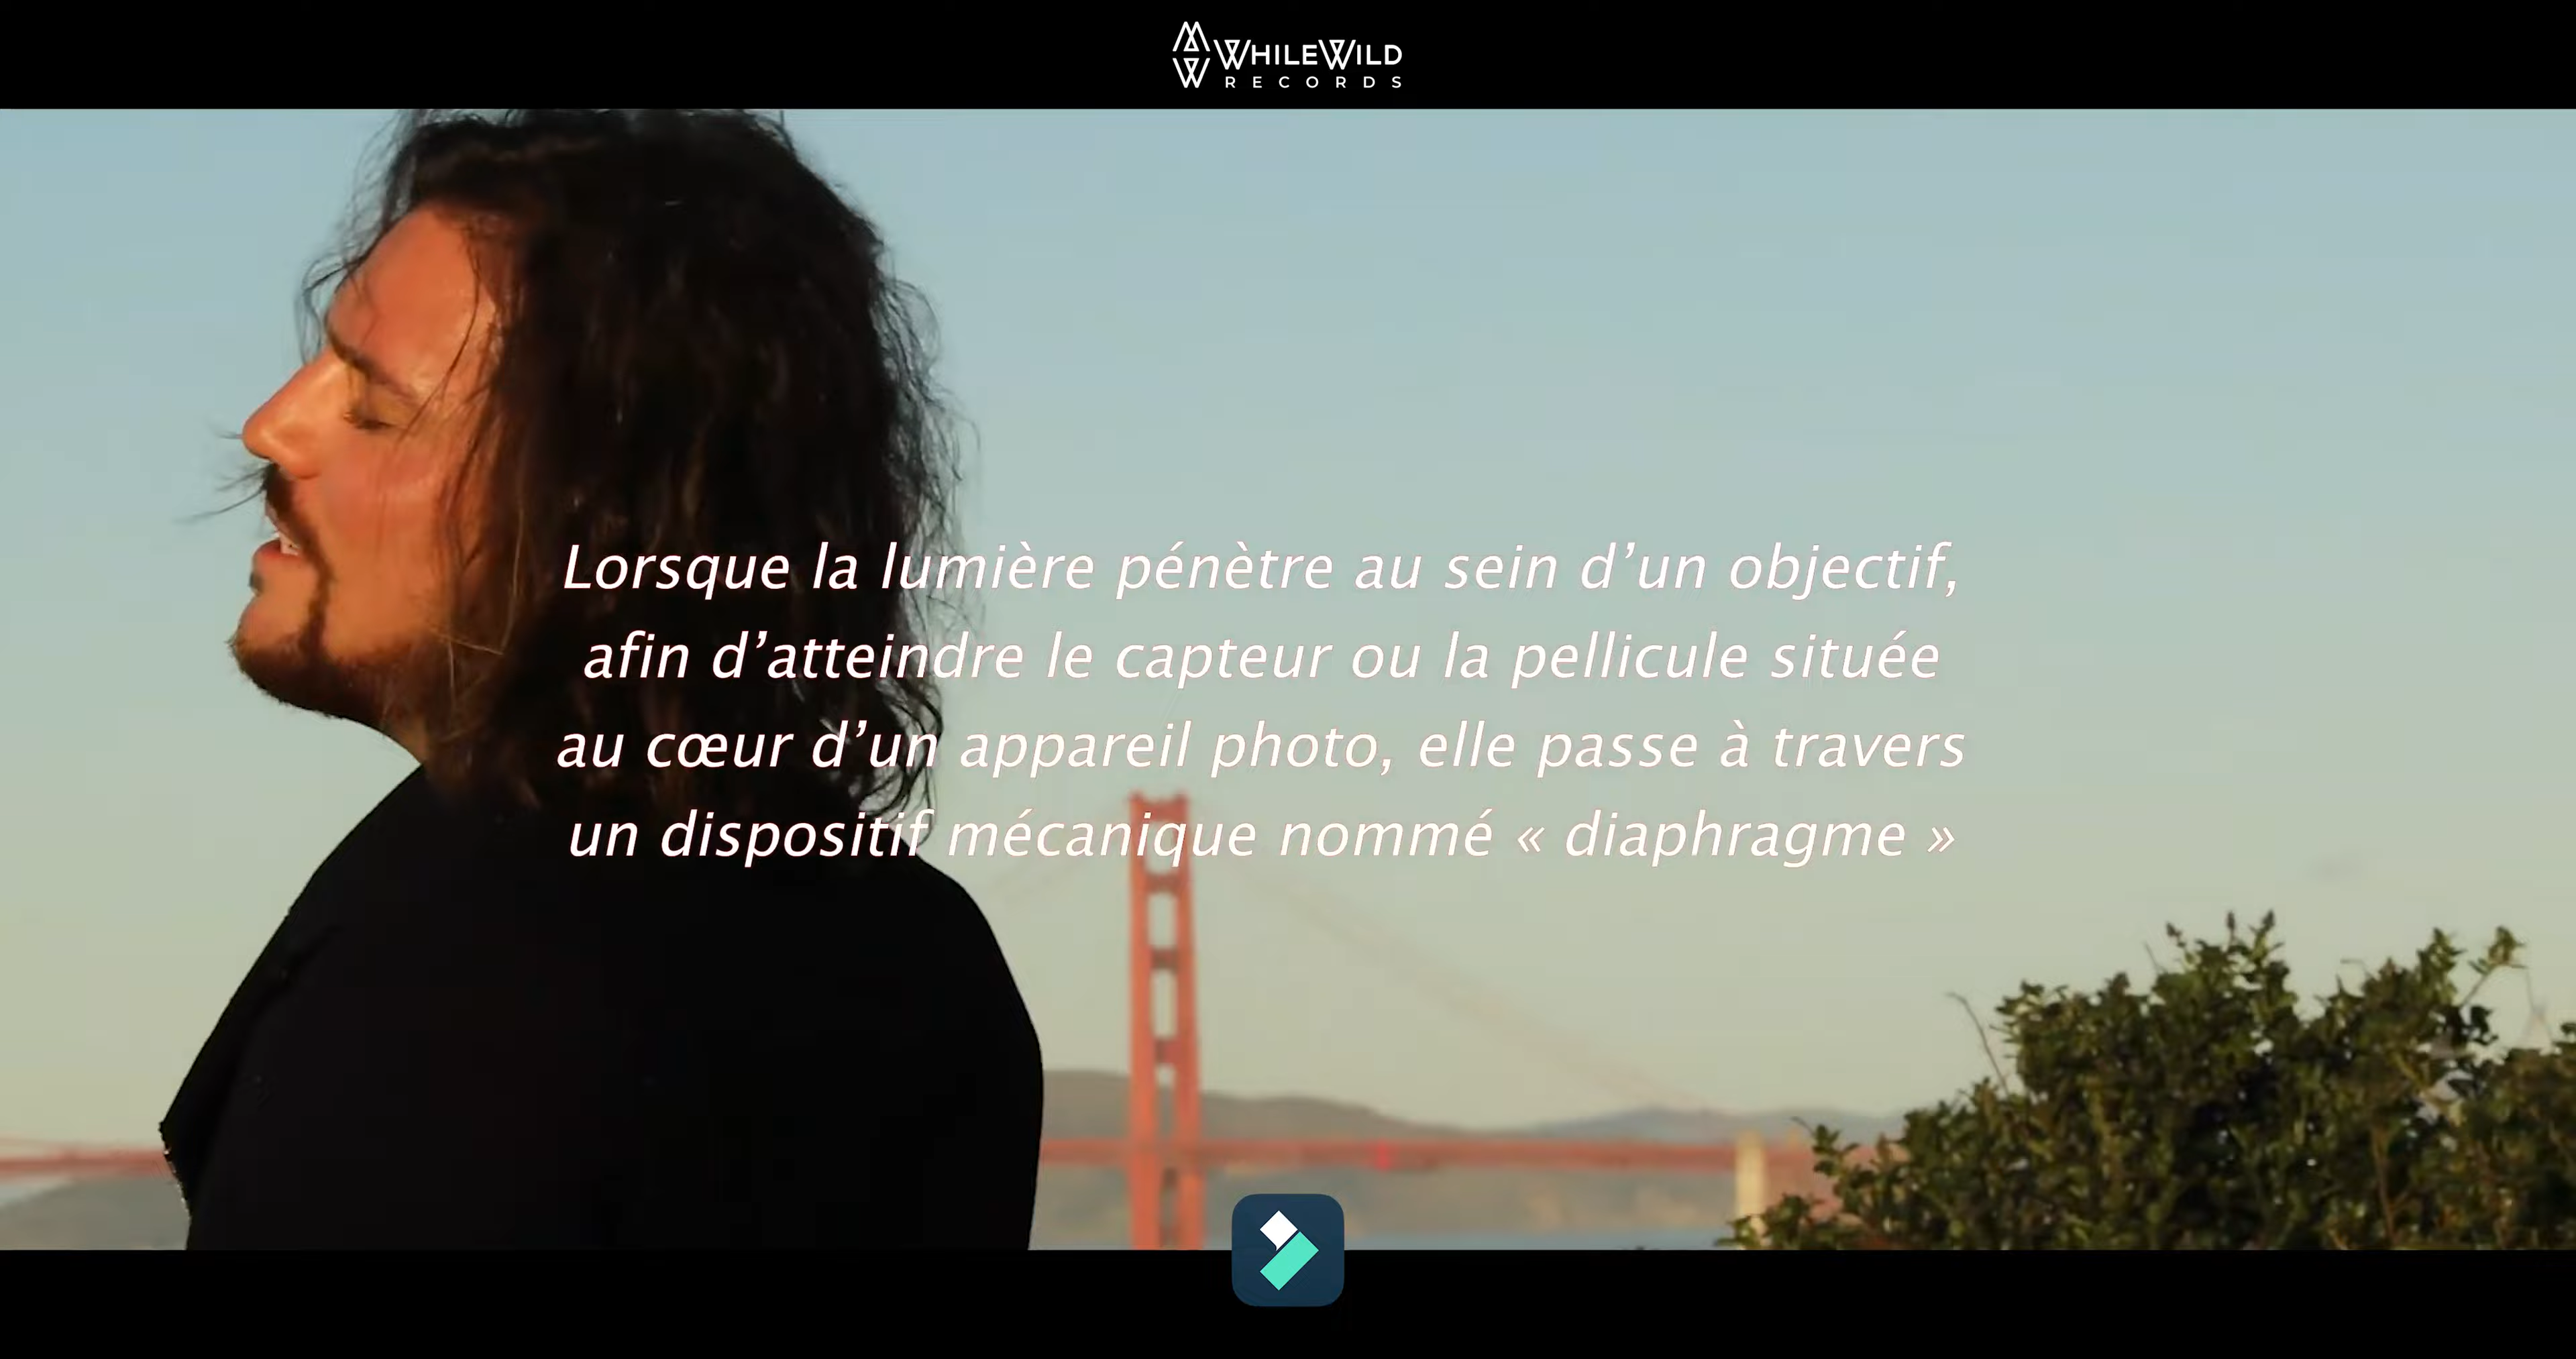 WHILEWILD
RECORDS
Lorsque la lumière pénètre au sein d’un objectif,
afin d’atteindre le capteur ou la pellicule située
au cœur d’un appareil photo, elle passe à travers
un dispositif mécanique nommé « diaphragme »